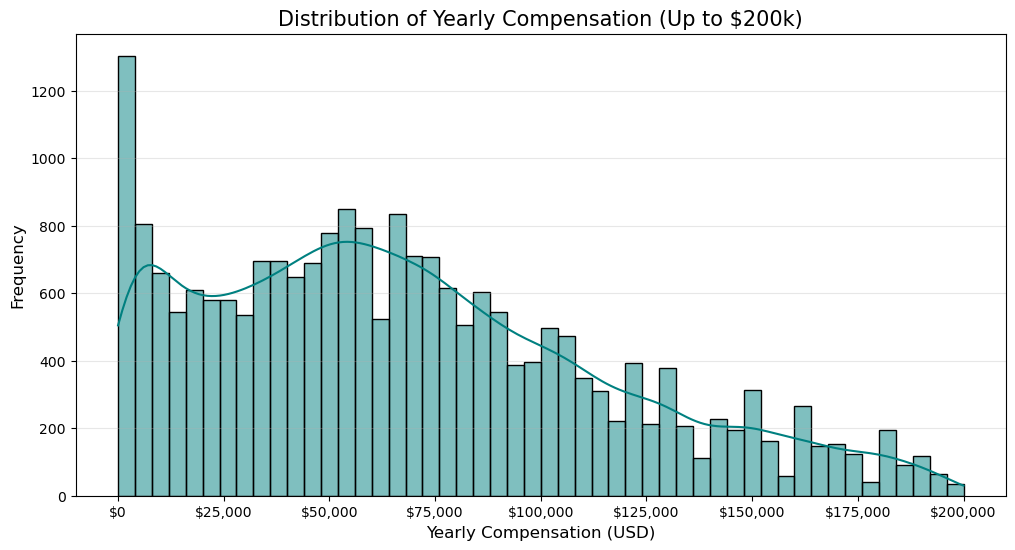 Distribution of Yearly Compensation (Up to $200k)
Frequency
1200
1000
800
600
400
200
0
$0 $25,000 $50,000 $75,000 $100,000 $125,000 $150,000 $175,000 $200,000
Yearly Compensation (USD)